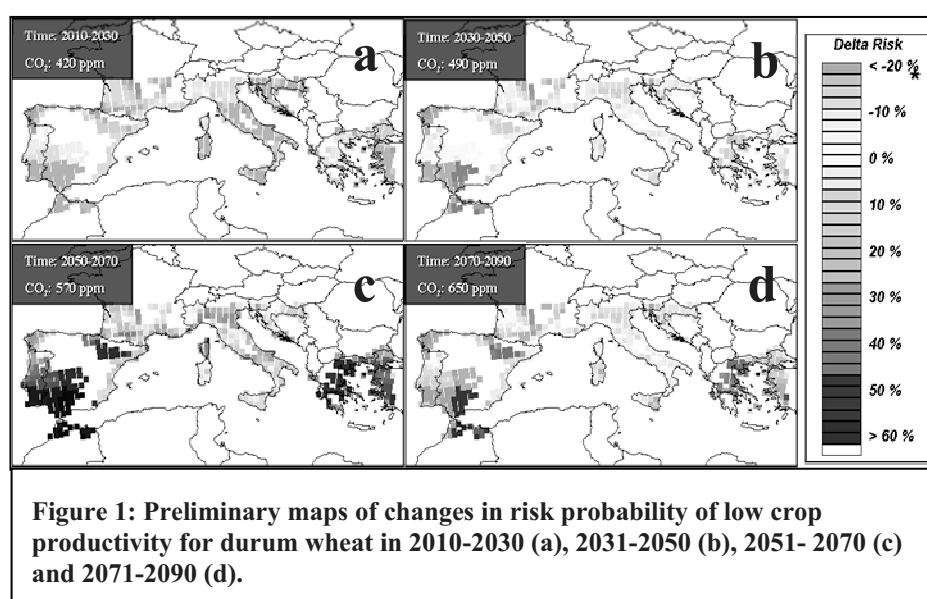 Time: 2010-2030
CO₂: 420 ppm
a
Time: 2030-2050
CO₂: 490 ppm
b
Time: 2050-2070
CO₂: 570 ppm
c
Time: 2070-2090
CO₂: 650 ppm
d
Delta Risk
< -20 %
*
-10 %
0 %
10 %
20 %
30 %
40 %
50 %
> 60 %
Figure 1: Preliminary maps of changes in risk probability of low crop
productivity for durum wheat in 2010-2030 (a), 2031-2050 (b), 2051- 2070 (c)
and 2071-2090 (d).